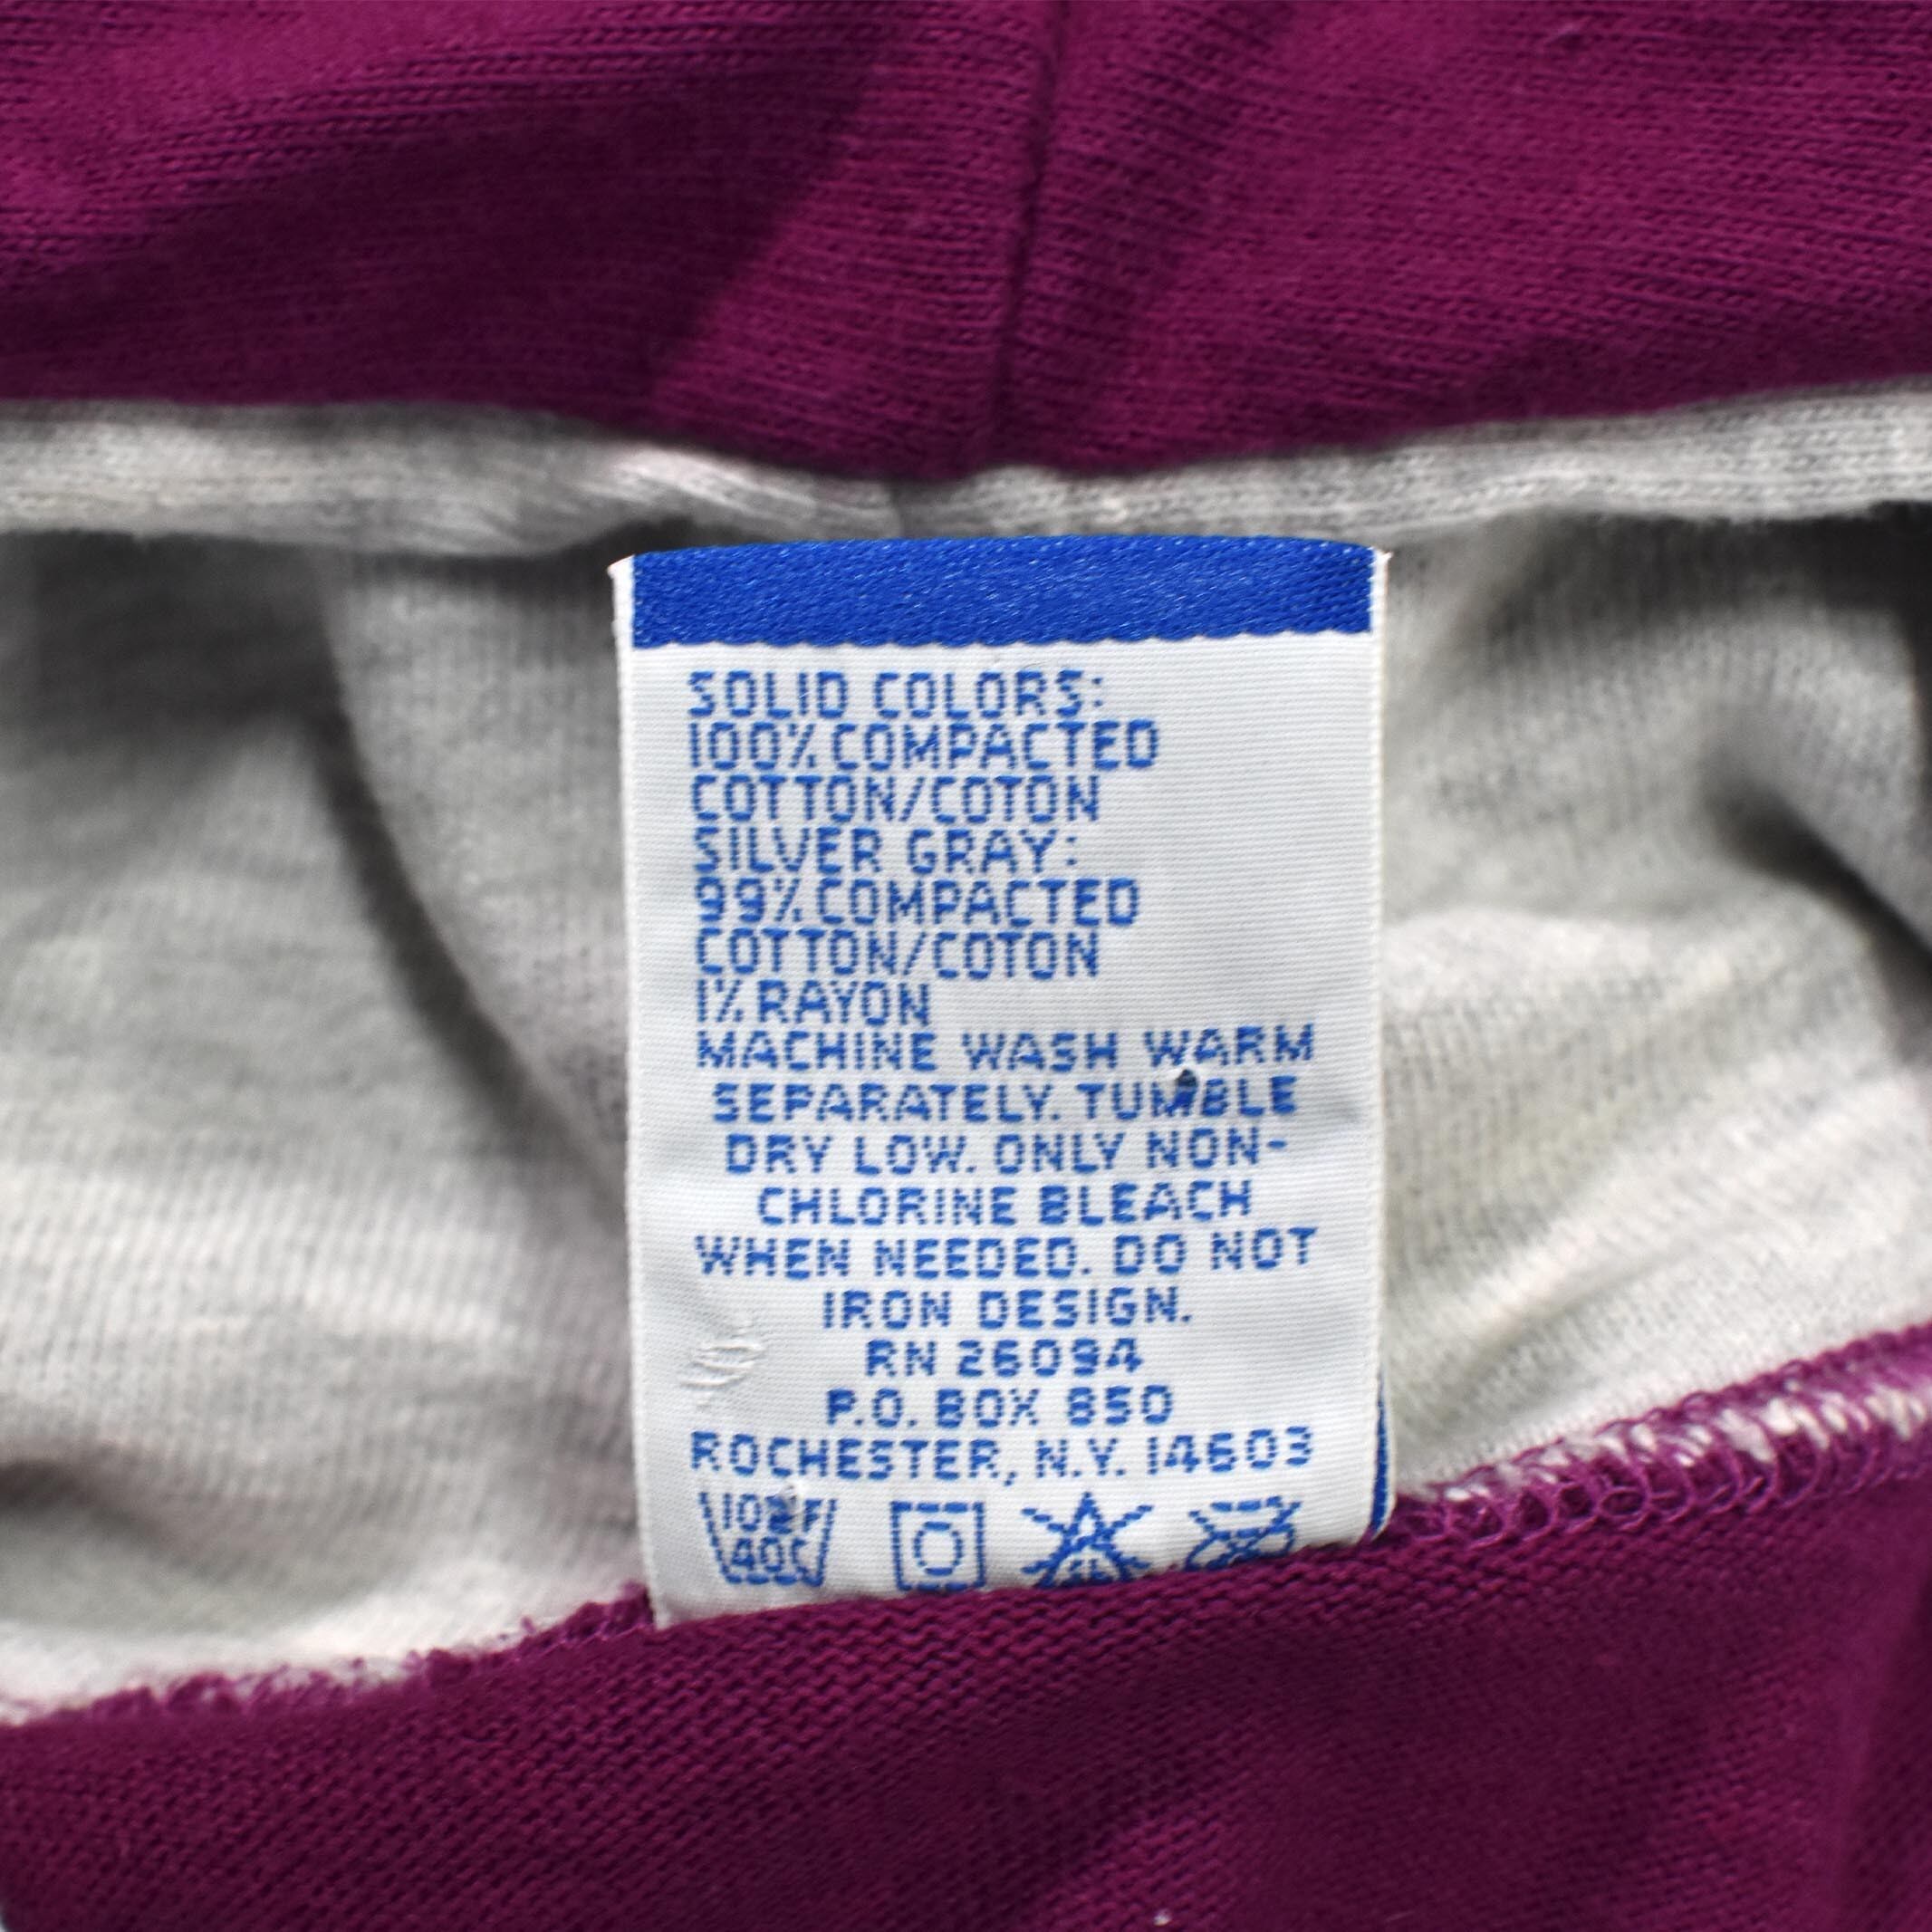 SOLID COLORS:
100% COMPACTED
COTTON/COTON
SILVER GRAY:
99% COMPACTED
COTTON/COTON
1% RAYON
MACHINE WASH WARM
SEPARATELY. TUMBLE
DRY LOW. ONLY NON-
CHLORINE BLEACH
WHEN NEEDED. DO NOT
IRON DESIGN.
RN 26094
P.O. BOX 850
ROCHESTER, N.Y. 14603
40C